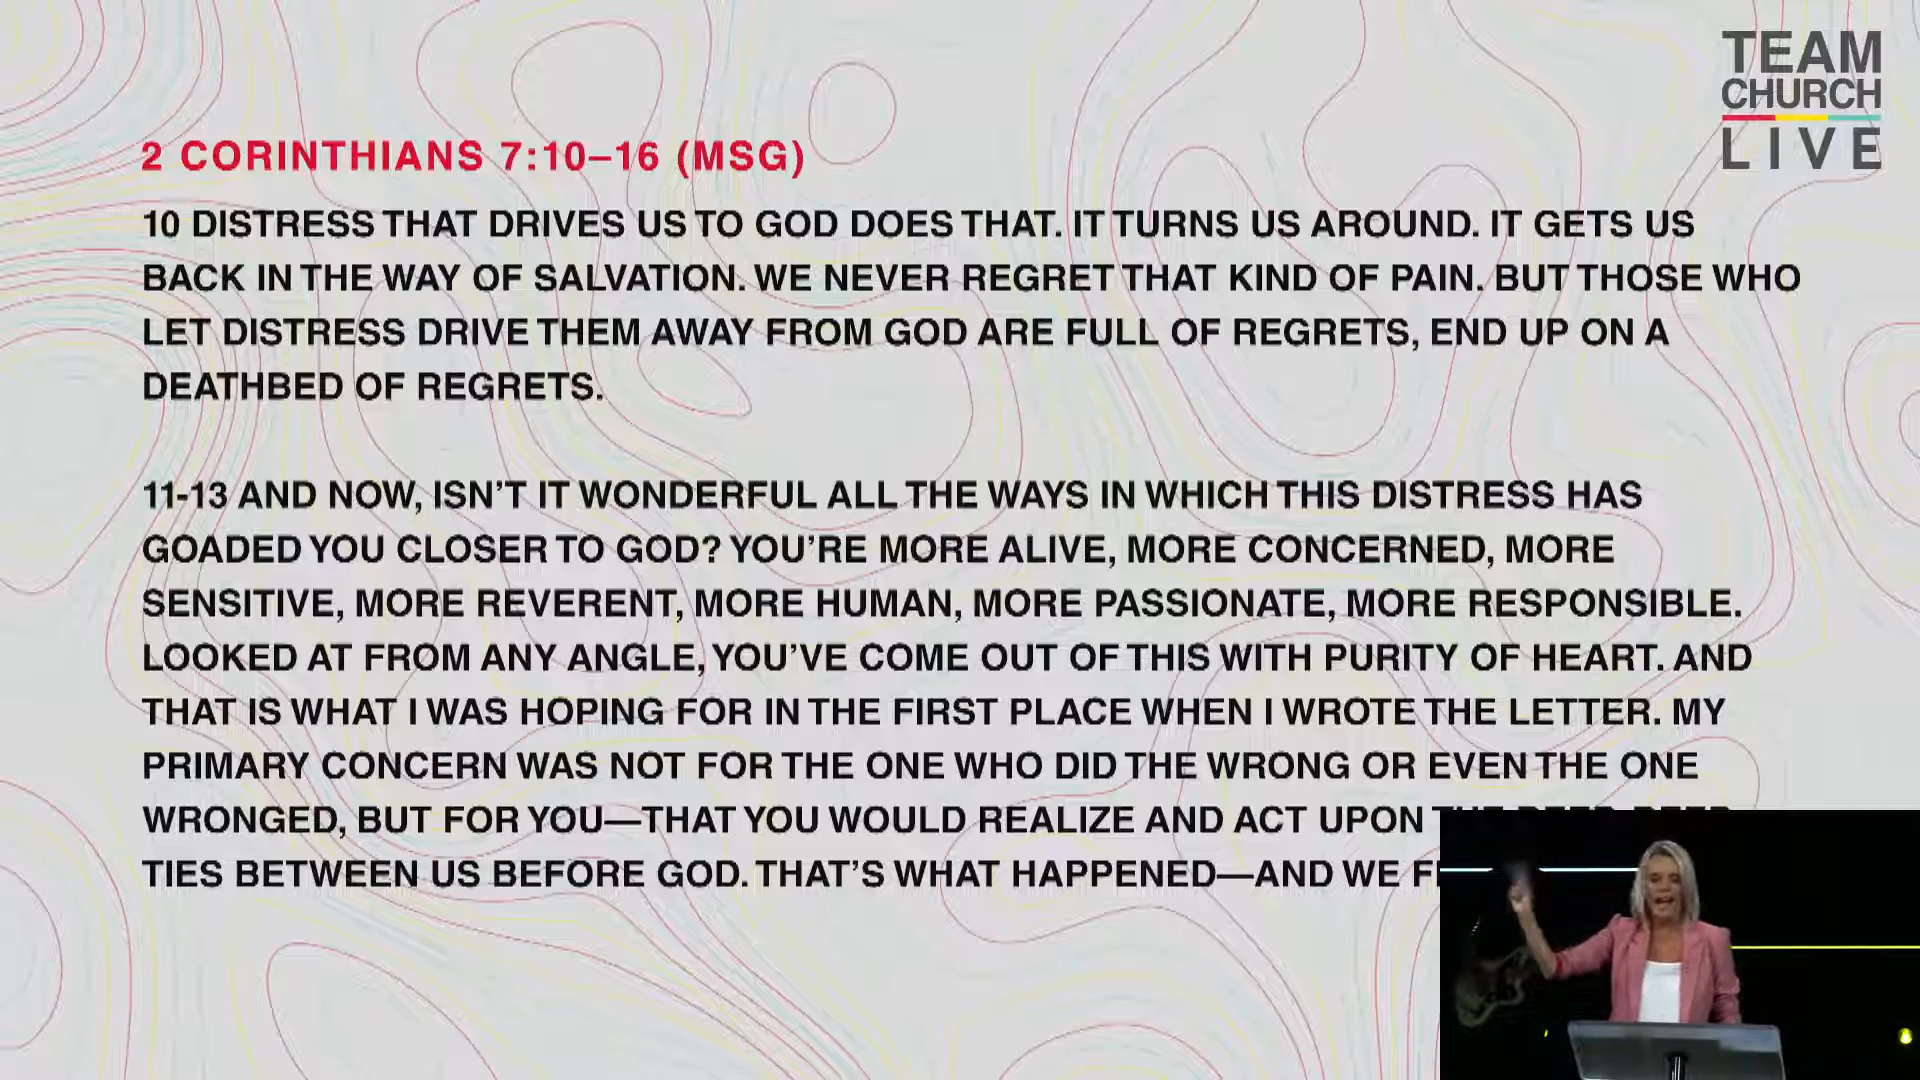 TEAM
CHURCH
LIVE
2 CORINTHIANS 7:10–16 (MSG)
10 DISTRESS THAT DRIVES US TO GOD DOES THAT. IT TURNS US AROUND. IT GETS US
BACK IN THE WAY OF SALVATION. WE NEVER REGRET THAT KIND OF PAIN. BUT THOSE WHO
LET DISTRESS DRIVE THEM AWAY FROM GOD ARE FULL OF REGRETS, END UP ON A
DEATHBED OF REGRETS.
11-13 AND NOW, ISN’T IT WONDERFUL ALL THE WAYS IN WHICH THIS DISTRESS HAS
GOADED YOU CLOSER TO GOD? YOU’RE MORE ALIVE, MORE CONCERNED, MORE
SENSITIVE, MORE REVERENT, MORE HUMAN, MORE PASSIONATE, MORE RESPONSIBLE.
LOOKED AT FROM ANY ANGLE, YOU’VE COME OUT OF THIS WITH PURITY OF HEART. AND
THAT IS WHAT I WAS HOPING FOR IN THE FIRST PLACE WHEN I WROTE THE LETTER. MY
PRIMARY CONCERN WAS NOT FOR THE ONE WHO DID THE WRONG OR EVEN THE ONE
WRONGED, BUT FOR YOU—THAT YOU WOULD REALIZE AND ACT UPON
TIES BETWEEN US BEFORE GOD. THAT’S WHAT HAPPENED—AND WE